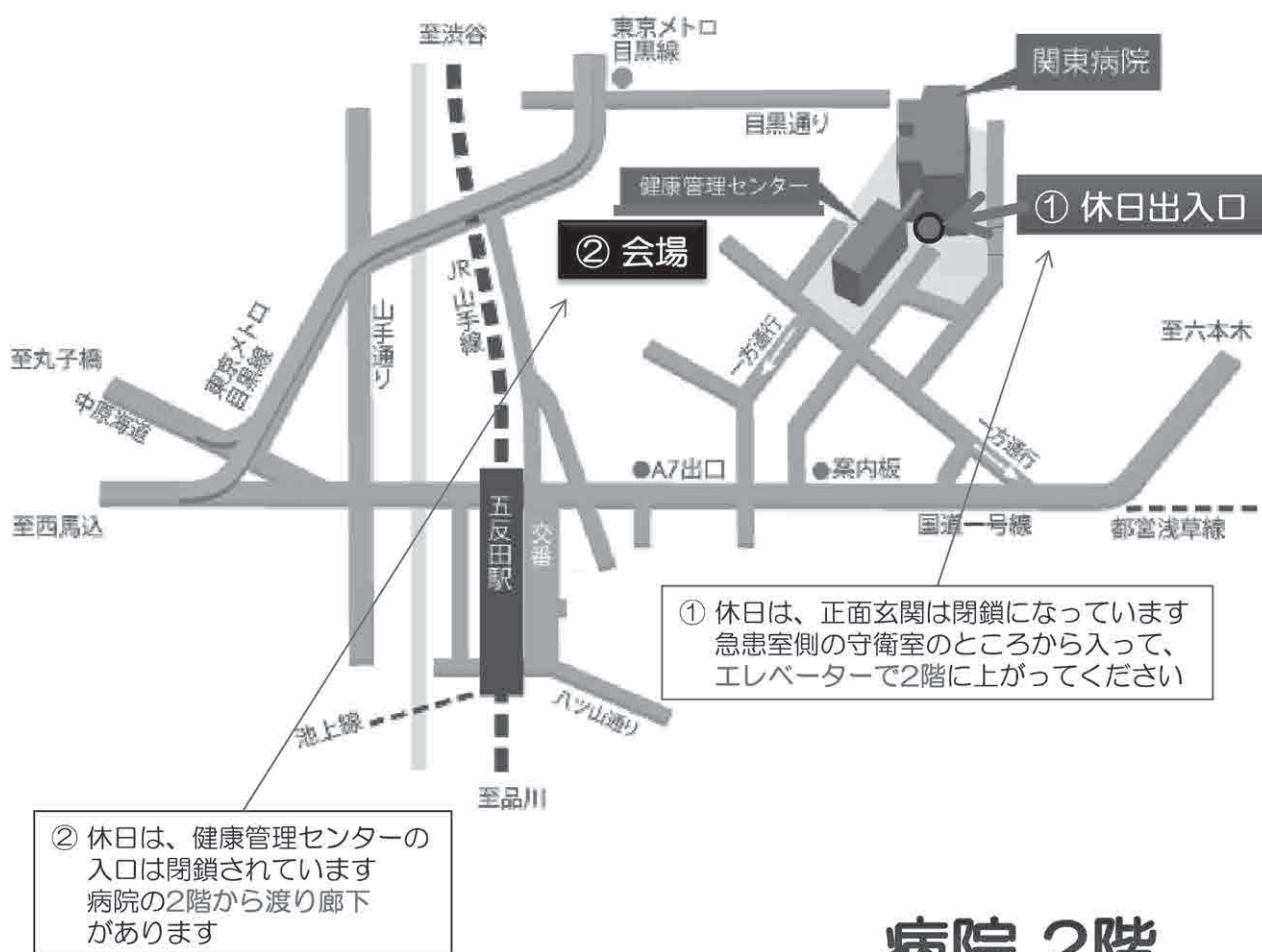 至渋谷
東京メトロ
目黒線
関東病院
目黒通り
健康管理センター
① 休日出入口
② 会場
JR山手線
山手通り
一方通行
至六本木
至丸子橋
東京メトロ
目黒線
中原海道
A7出口
案内板
一方通行
至西馬込
五反田駅
交番
国道一号線
都営浅草線
① 休日は、正面玄関は閉鎖になっています
急患室側の守衛室のところから入って、
エレベーターで2階に上がってください
池上線
八ツ山通り
至品川
② 休日は、健康管理センターの
入口は閉鎖されています
病院の2階から渡り廊下
があります
病院 2階